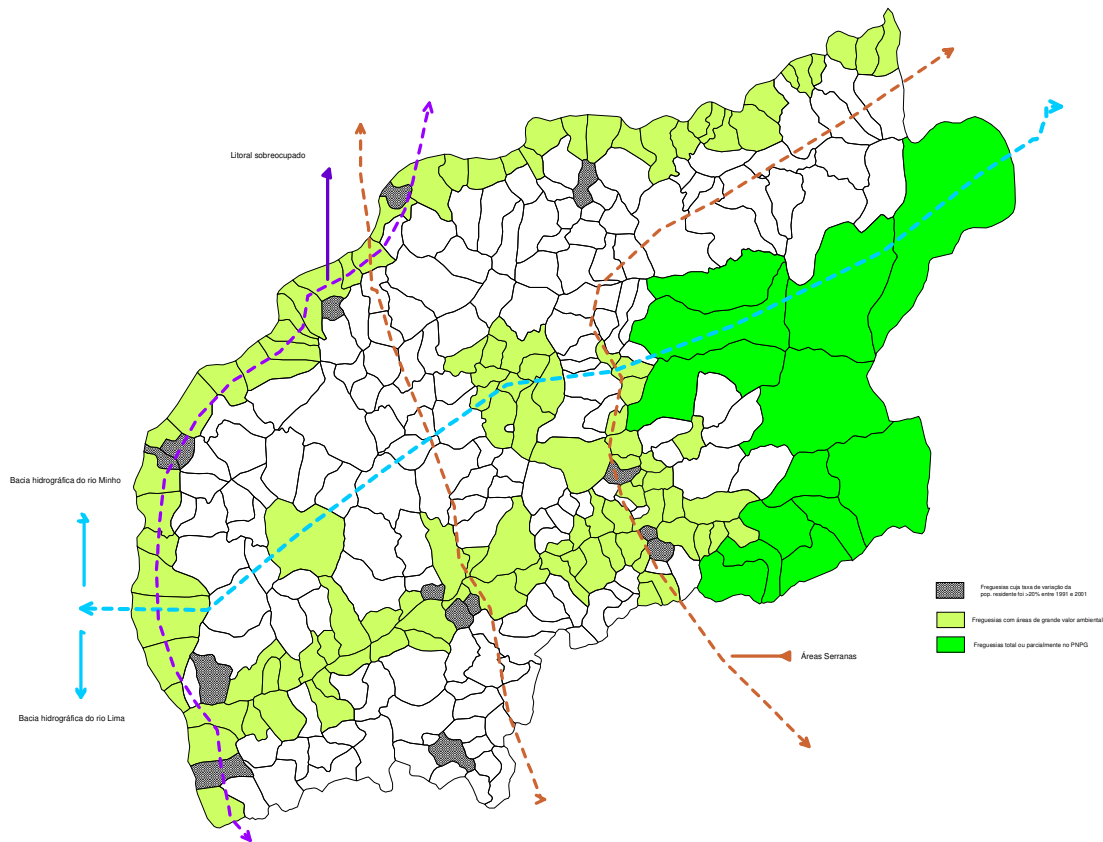 Litoral sobreocupado
Bacia hidrográfica do rio Minho
Bacia hidrográfica do rio Lima
Áreas Serranas
Freguesias cuja taxa de variação da
pop. residente foi >20% entre 1991 e 2001
Freguesias com áreas de grande valor ambiental
Freguesias total ou parcialmente no PNPG